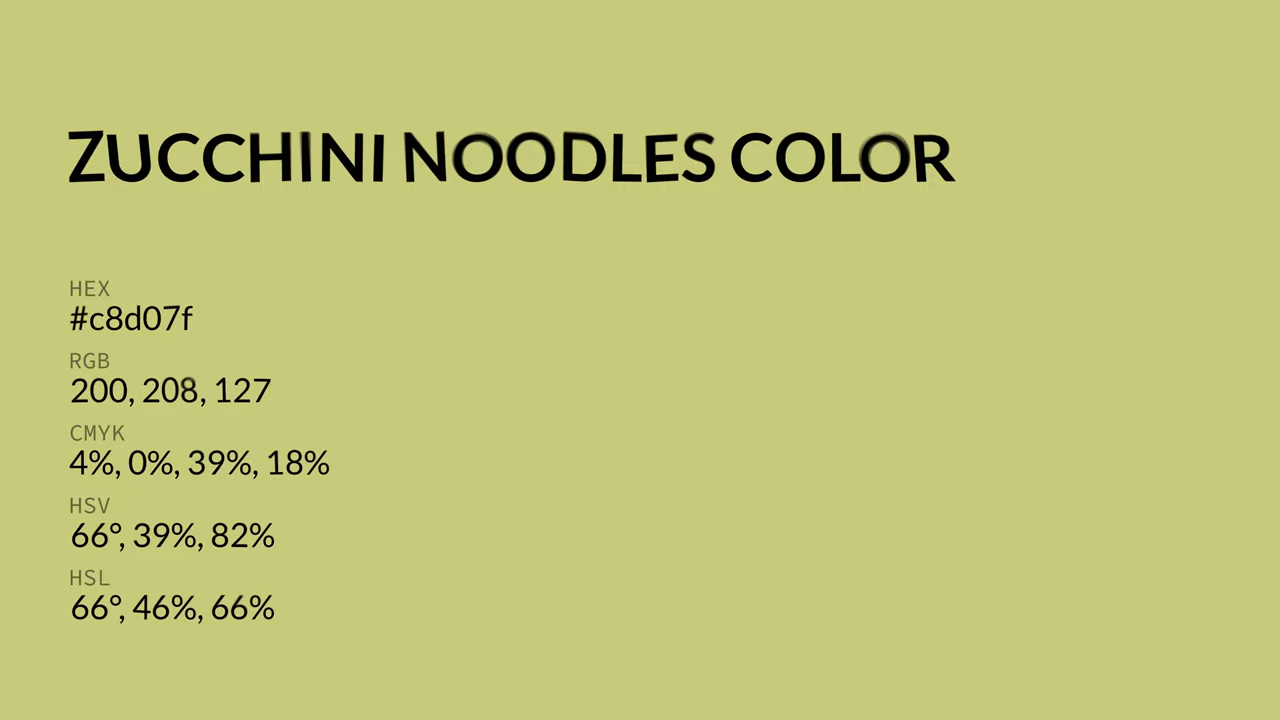 ZUCCHINI NOODLES COLOR
HEX
#c8d07f
RGB
200, 208, 127
CMYK
4%, 0%, 39%, 18%
HSV
66°, 39%, 82%
HSL
66°, 46%, 66%